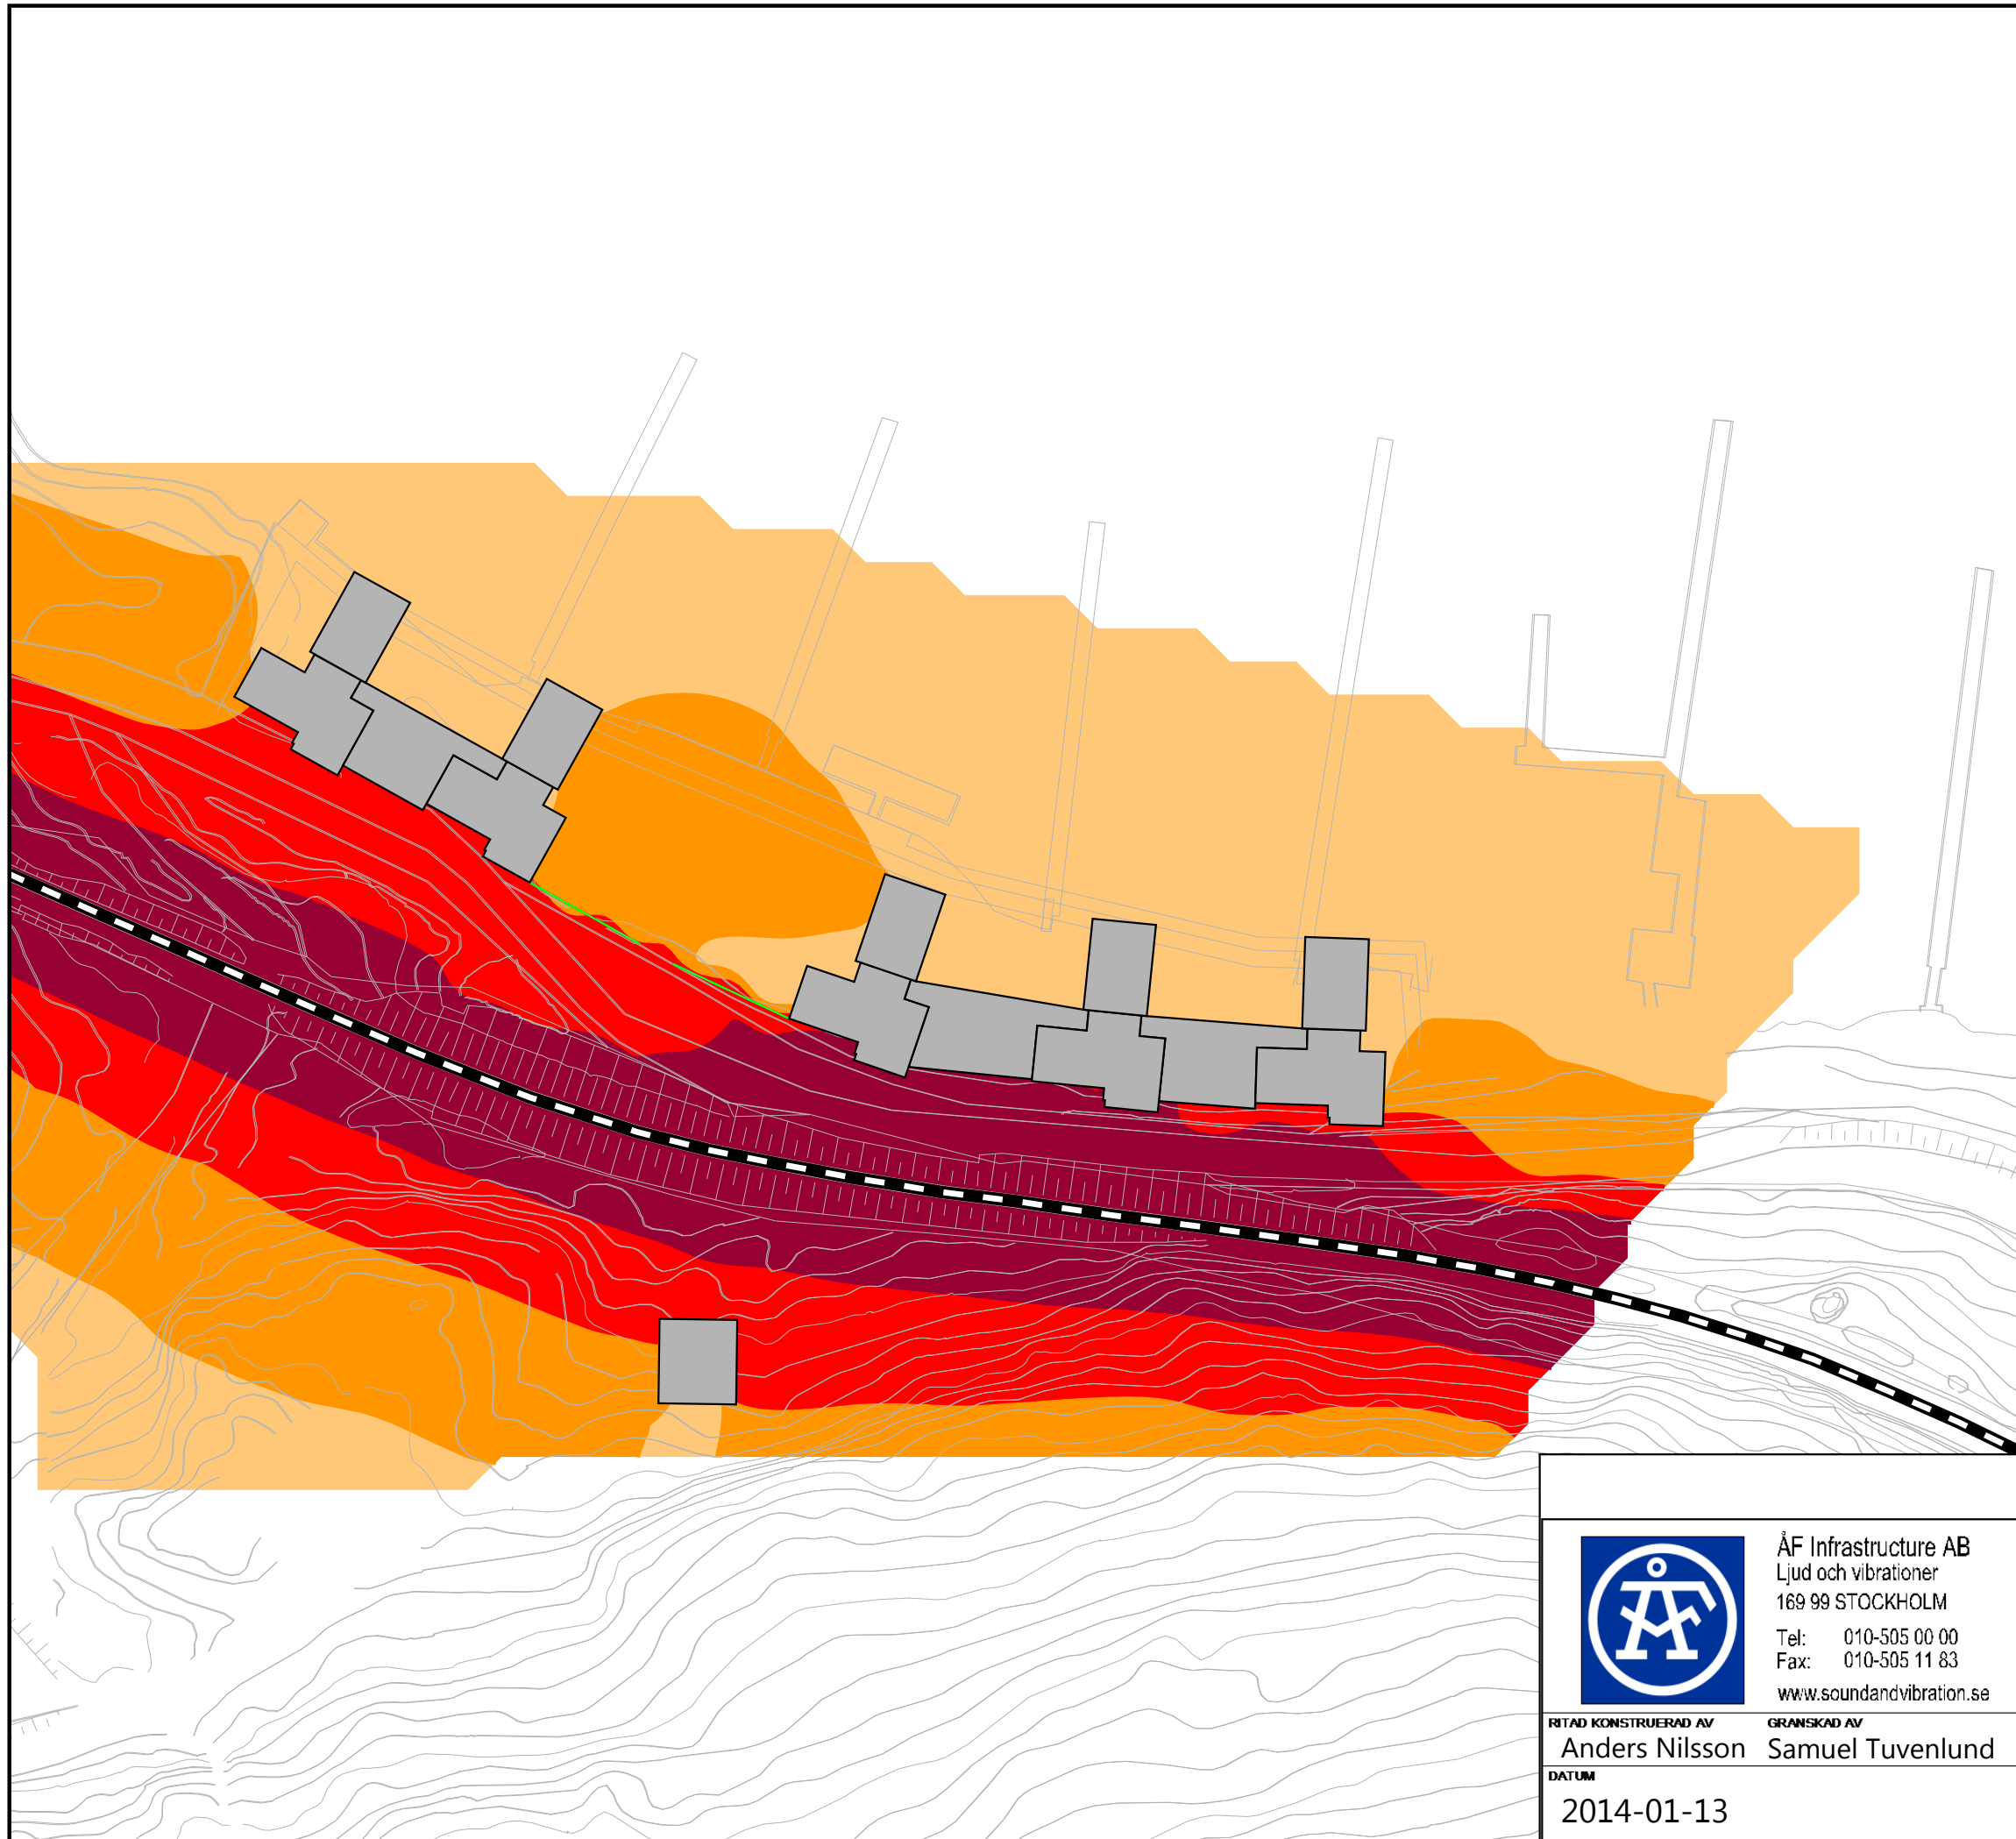 ÅF
ÅF Infrastructure AB
Ljud och vibrationer
169 99 STOCKHOLM
Tel: 010-505 00 00
Fax: 010-505 11 83
www.soundandvibration.se
RITAD KONSTRUERAD AV GRANSKAD AV
Anders Nilsson Samuel Tuvenlund
DATUM
2014-01-13